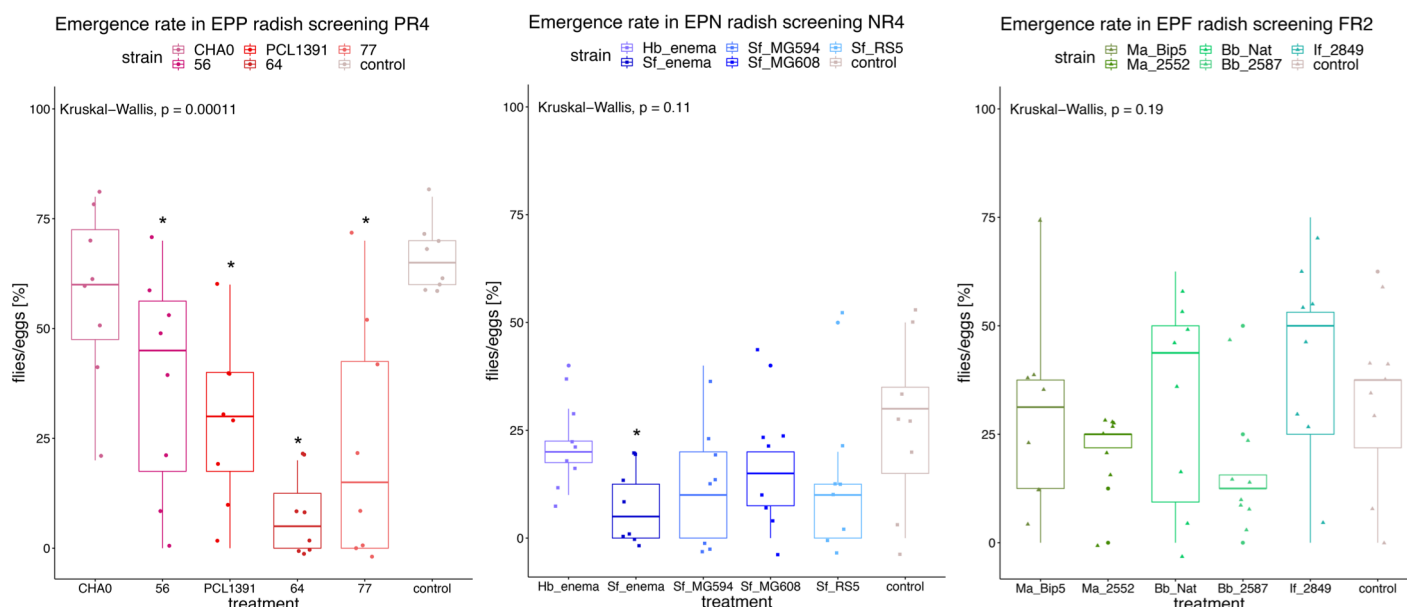 Emergence rate in EPP radish screening PR4
strain CHA0 PCL1391 77
56 64 control
Kruskal−Wallis, p = 0.00011
flies/eggs [%]
100
75
50
25
0
*
*
*
*
CHA0 56 PCL1391 64 77 control
treatment
Emergence rate in EPN radish screening NR4
strain Hb_enema Sf_MG594 Sf_RS5
Sf_enema Sf_MG608 control
Kruskal−Wallis, p = 0.11
flies/eggs [%]
100
75
50
25
0
*
Hb_enema Sf_enema Sf_MG594 Sf_MG608 Sf_RS5 control
treatment
Emergence rate in EPF radish screening FR2
strain Ma_Bip5 Bb_Nat If_2849
Ma_2552 Bb_2587 control
Kruskal−Wallis, p = 0.19
flies/eggs [%]
100
75
50
25
0
Ma_Bip5 Ma_2552 Bb_Nat Bb_2587 If_2849 control
treatment